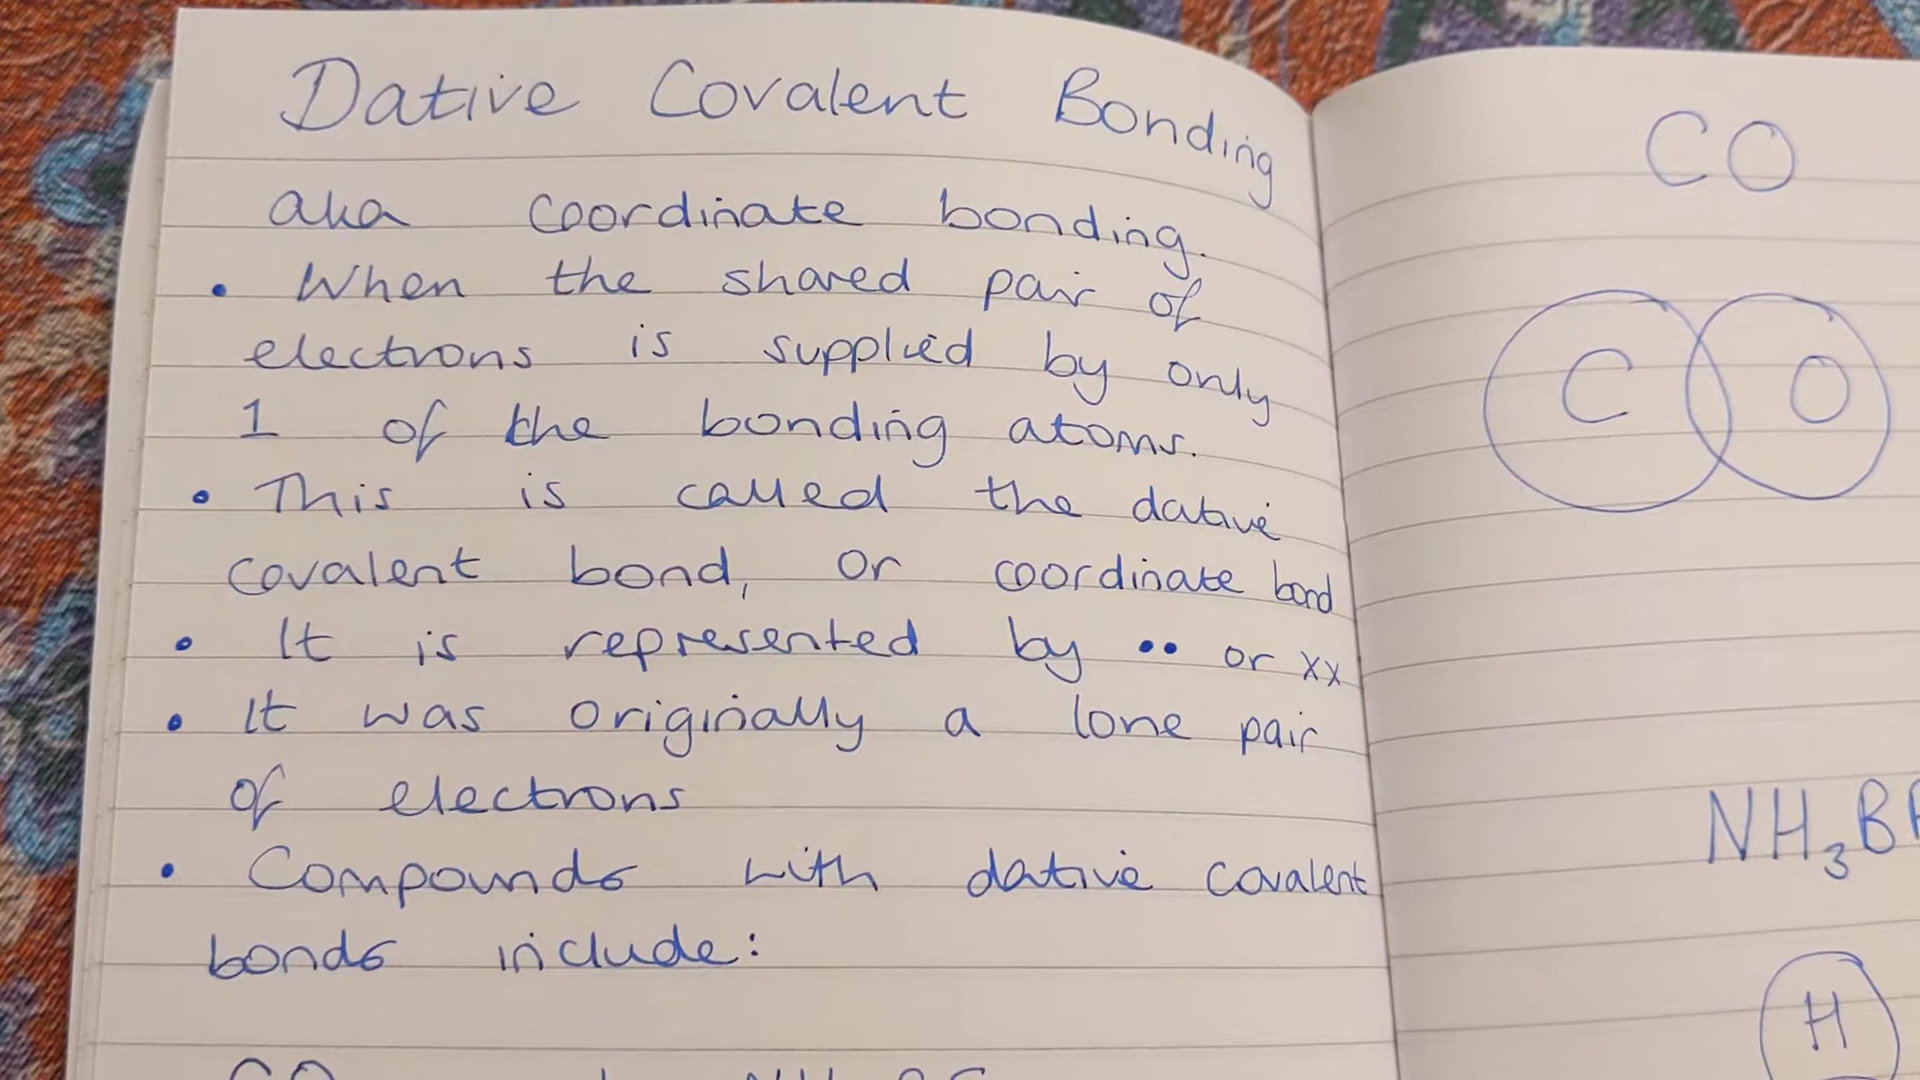 Dative Covalent Bonding
aka coordinate bonding.
• When the shared pair of
electrons is supplied by only
1 of the bonding atoms.
• This is called the dative
covalent bond, or coordinate bond
• It is represented by •• or xx
• It was originally a lone pair
of electrons
• Compounds with dative covalent
bonds include:
CO
C O
NH₃B
H